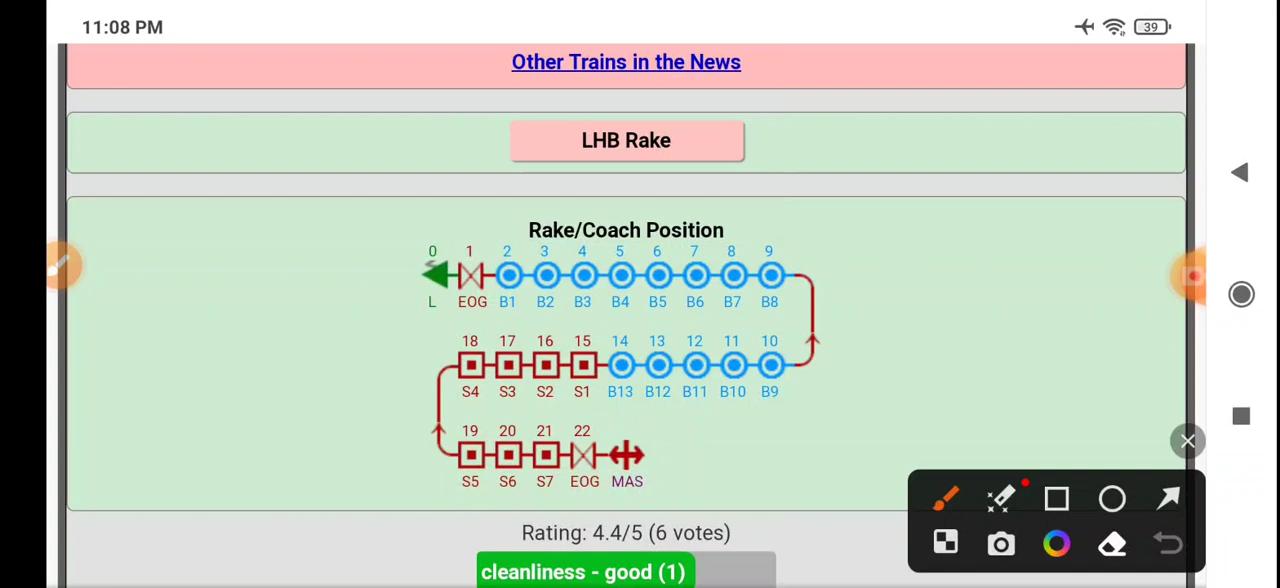 11:08 PM
39
Other Trains in the News
LHB Rake
Rake/Coach Position
0 1 2 3 4 5 6 7 8 9
L EOG B1 B2 B3 B4 B5 B6 B7 B8
18 17 16 15 14 13 12 11 10
S4 S3 S2 S1 B13 B12 B11 B10 B9
19 20 21 22
S5 S6 S7 EOG MAS
Rating: 4.4/5 (6 votes)
cleanliness - good (1)